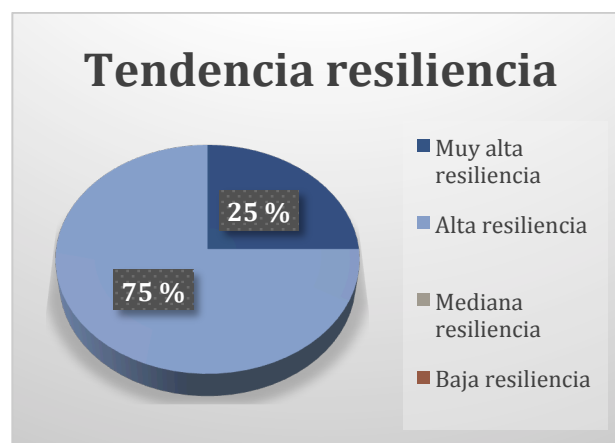 Tendencia resiliencia
25 %
75 %
Muy alta
resiliencia
Alta resiliencia
Mediana
resiliencia
Baja resiliencia